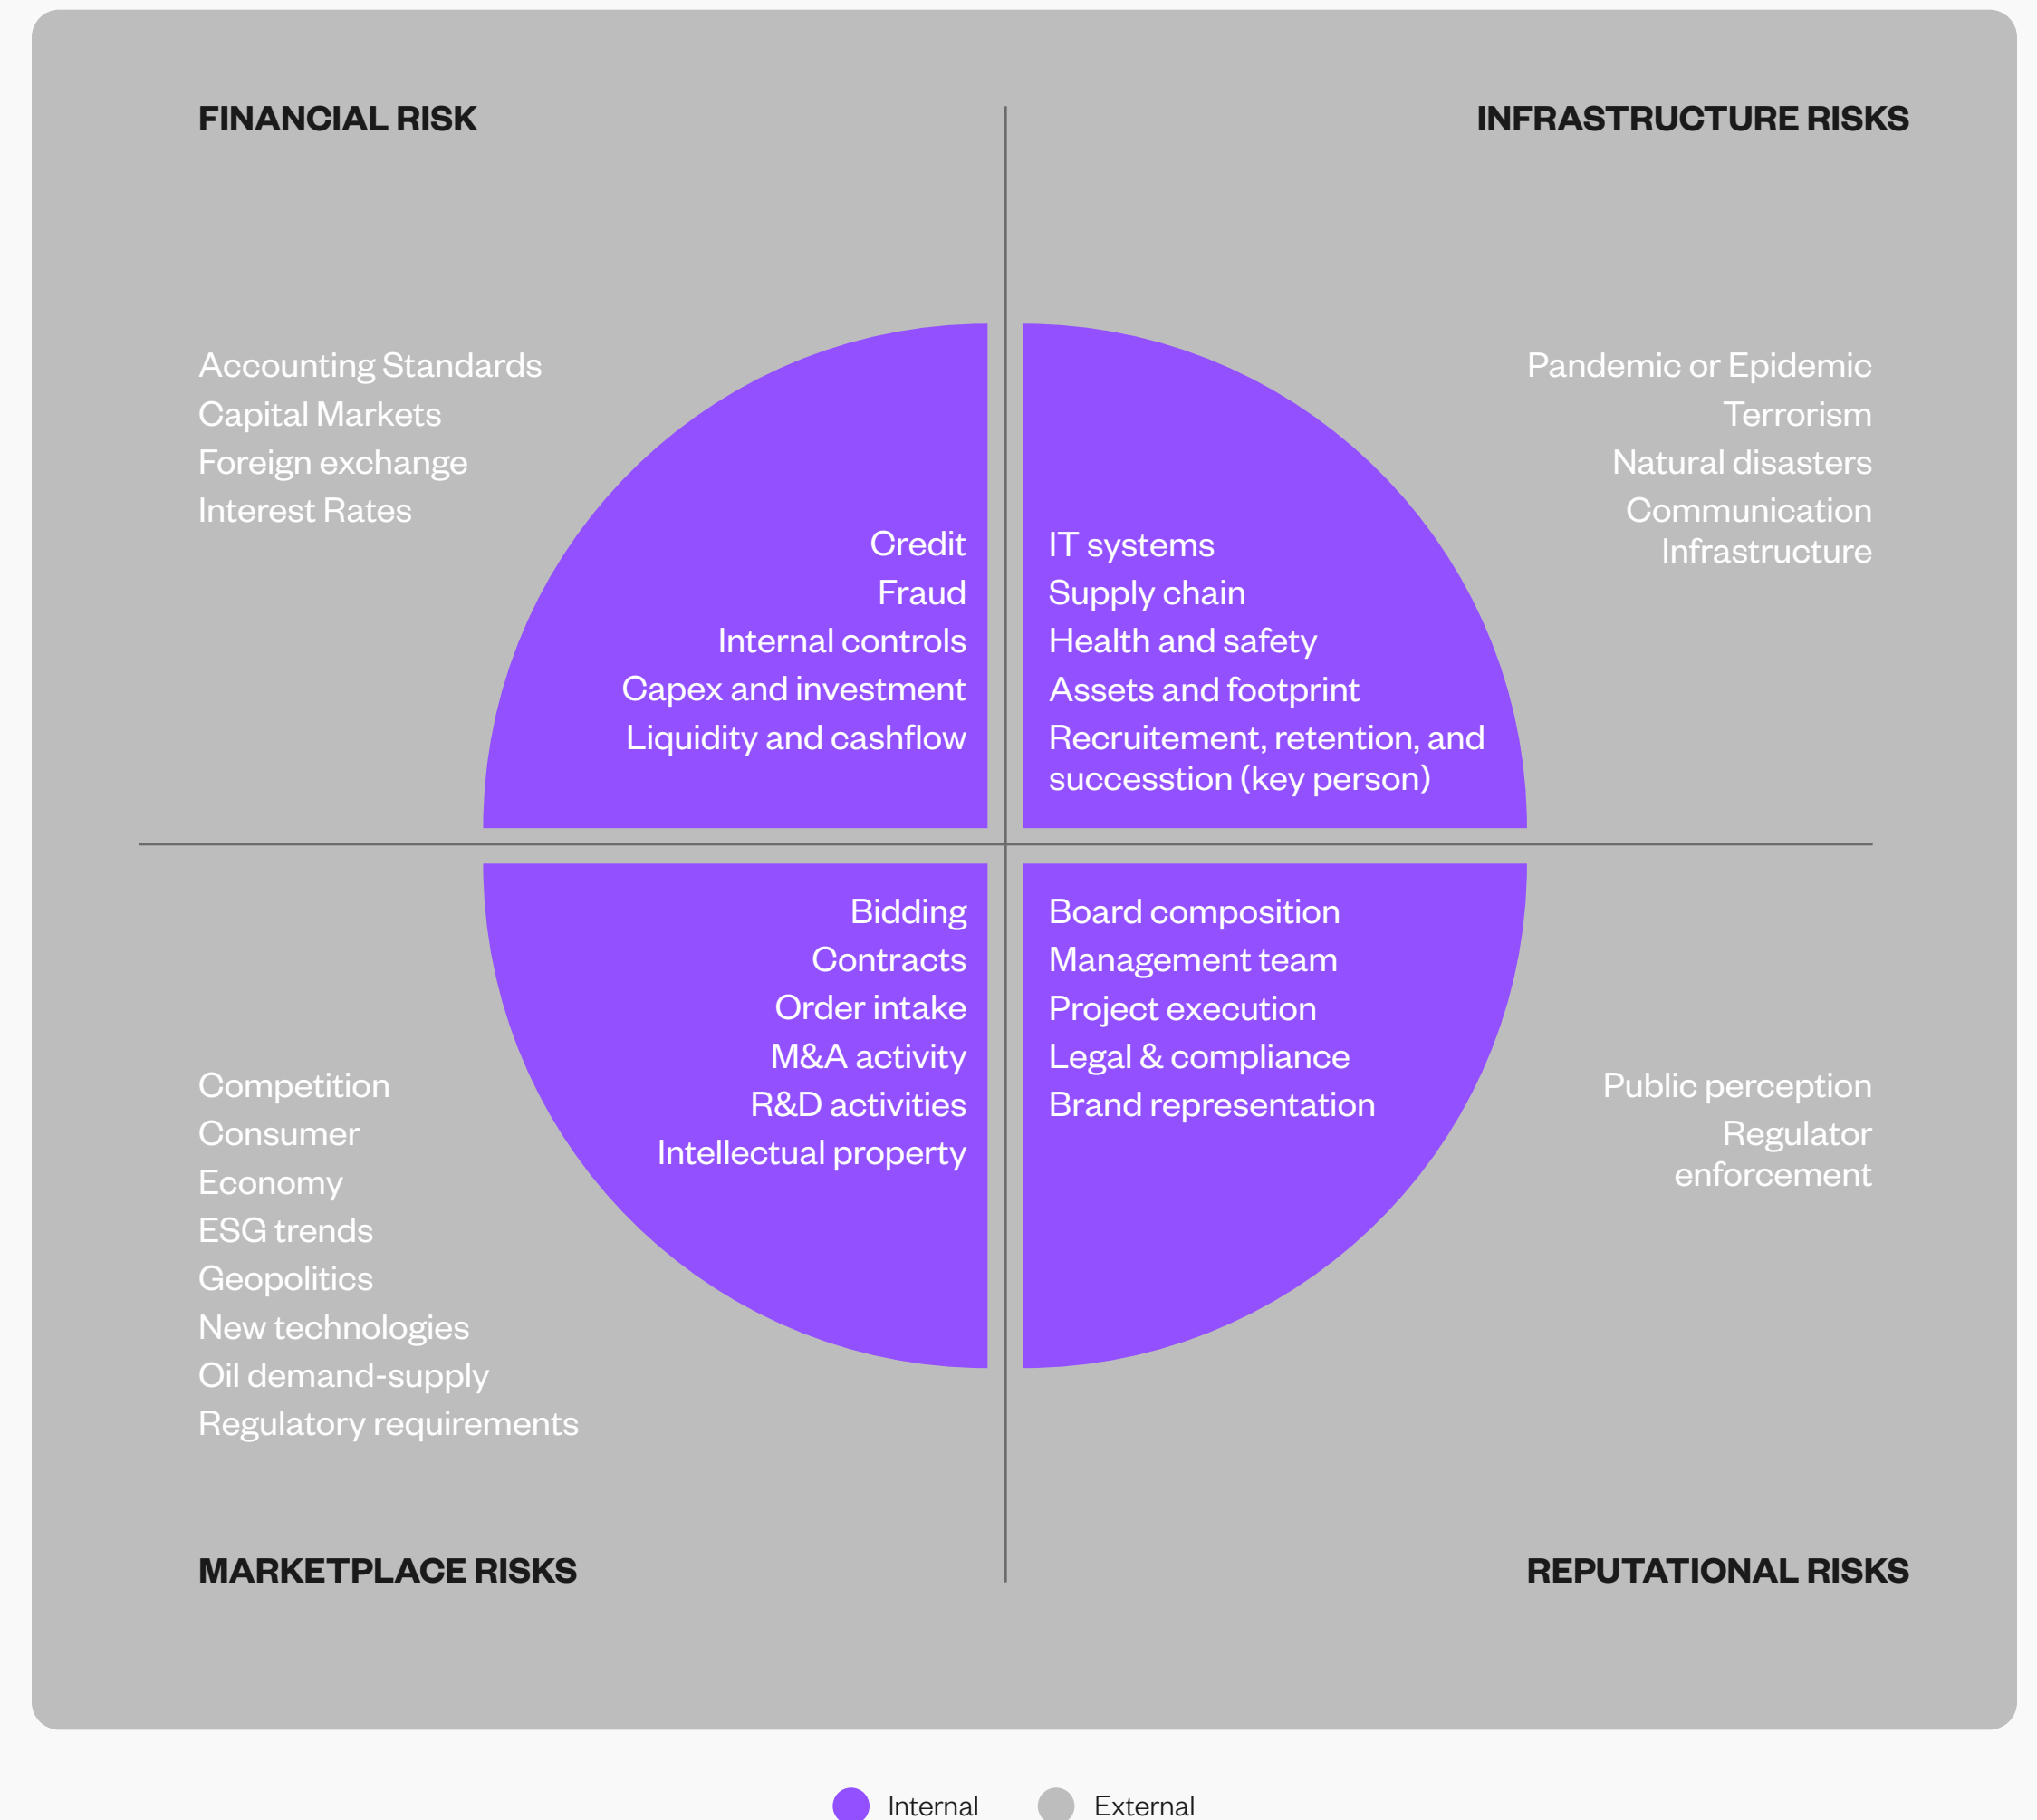 FINANCIAL RISK
INFRASTRUCTURE RISKS
Accounting Standards
Capital Markets
Foreign exchange
Interest Rates
Credit
Fraud
Internal controls
Capex and investment
Liquidity and cashflow
IT systems
Supply chain
Health and safety
Assets and footprint
Recruitement, retention, and
successtion (key person)
Pandemic or Epidemic
Terrorism
Natural disasters
Communication
Infrastructure
Competition
Consumer
Economy
ESG trends
Geopolitics
New technologies
Oil demand-supply
Regulatory requirements
Bidding
Contracts
Order intake
M&A activity
R&D activities
Intellectual property
Board composition
Management team
Project execution
Legal & compliance
Brand representation
Public perception
Regulator
enforcement
MARKETPLACE RISKS
REPUTATIONAL RISKS
Internal
External